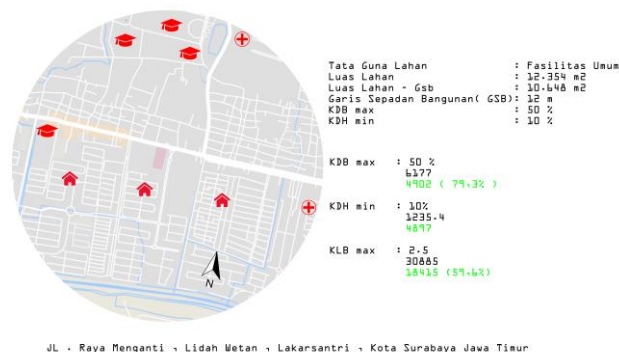 Tata Guna Lahan : Fasilitas Umum
Luas Lahan : 12.354 m2
Luas Lahan - Gsb : 10.648 m2
Garis Sepadan Bangunan( GSB): 12 m
KDB max : 50 %
KDH min : 10 %
KDB max : 50 %
6177
4902 ( 79.3% )
KDH min : 10%
1235.4
4897
KLB max : 2.5
30885
18415 (59.6%)
N
JL . Raya Menganti , Lidah Wetan , Lakarsantri , Kota Surabaya Jawa Timur